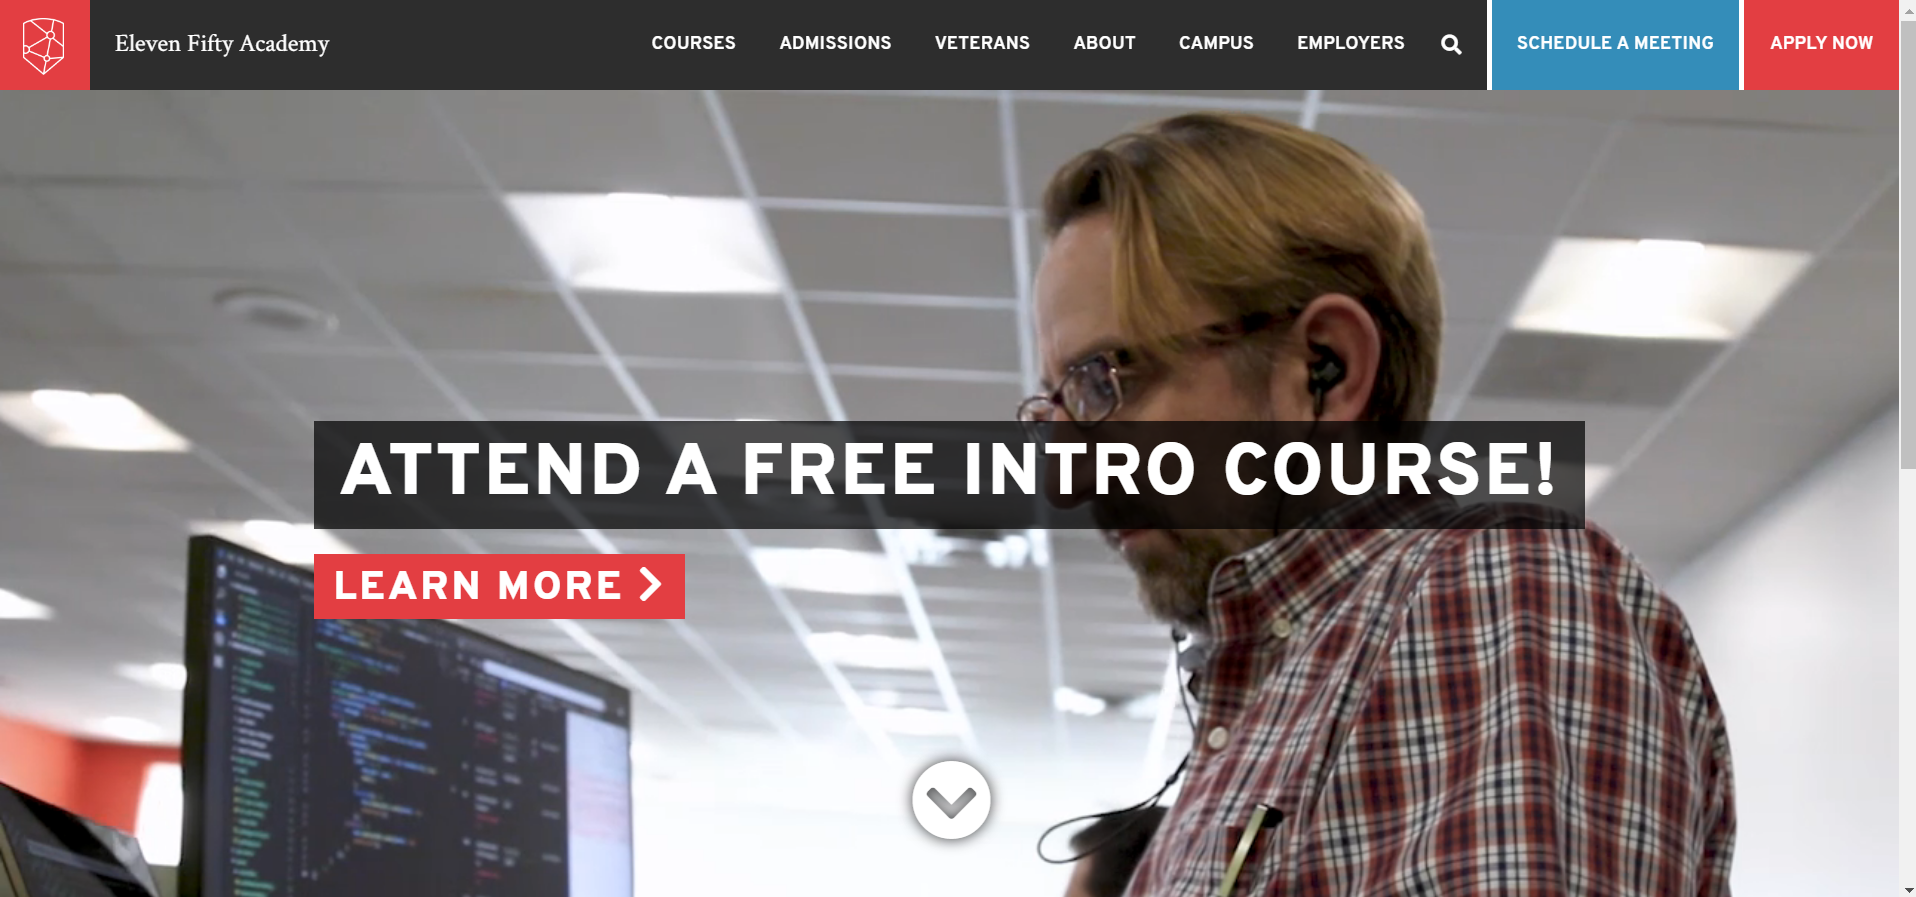 Eleven Fifty Academy
COURSES
ADMISSIONS
VETERANS
ABOUT
CAMPUS
EMPLOYERS
SCHEDULE A MEETING
APPLY NOW
ATTEND A FREE INTRO COURSE!
LEARN MORE